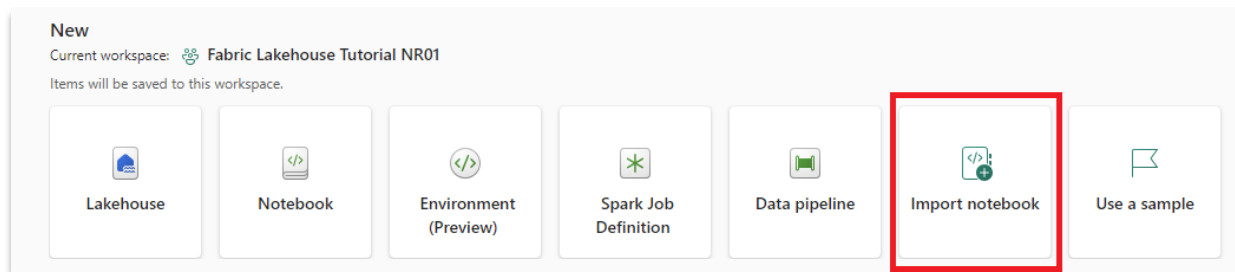 New
Current workspace: Fabric Lakehouse Tutorial NR01
Items will be saved to this workspace.
Lakehouse
Notebook
Environment
(Preview)
Spark Job
Definition
Data pipeline
Import notebook
Use a sample